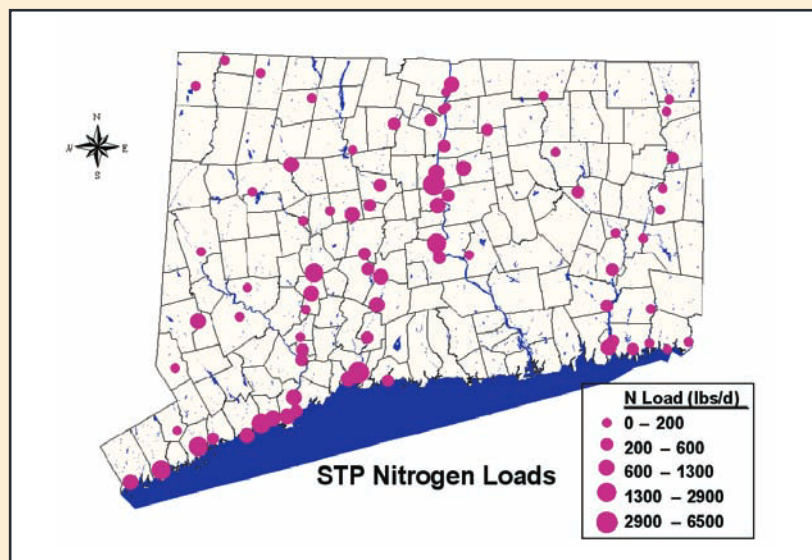 N
W E
S
N Load (lbs/d)
0 – 200
200 – 600
600 – 1300
1300 – 2900
2900 – 6500
STP Nitrogen Loads